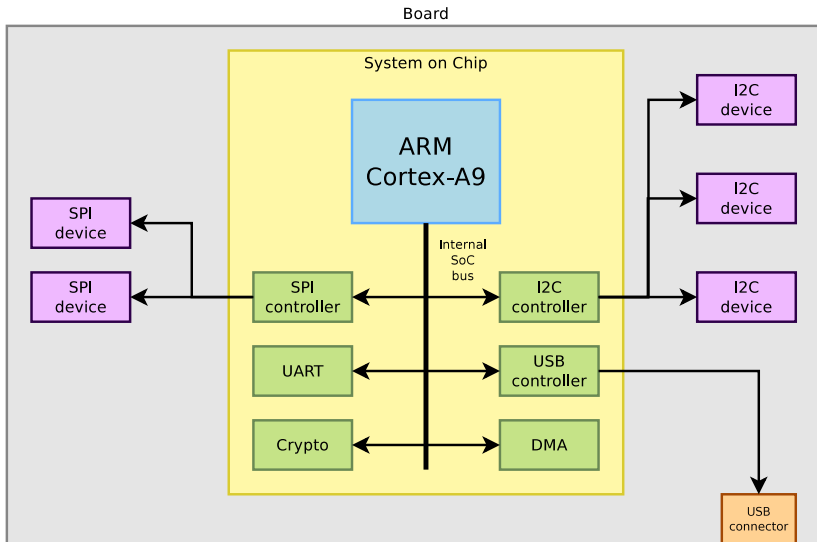 Board
System on Chip
ARM
Cortex-A9
I2C
device
I2C
device
SPI
device
Internal
SoC
bus
SPI
device
SPI
controller
I2C
controller
I2C
device
UART
USB
controller
Crypto
DMA
USB
connector